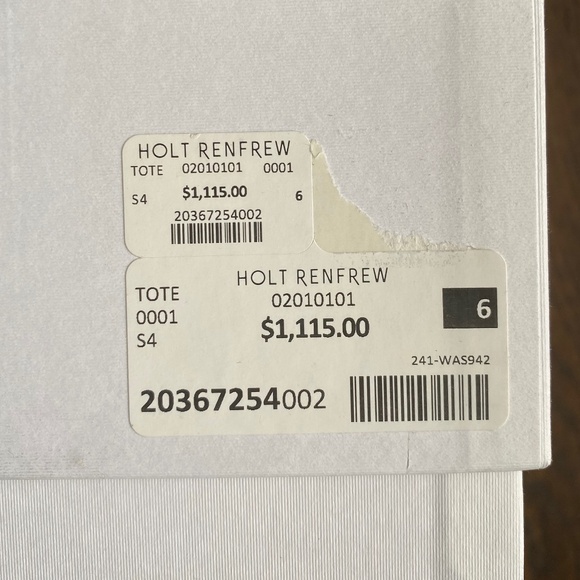 HOLT RENFREW
TOTE 02010101 0001
S4 $1,115.00 6
20367254002
HOLT RENFREW
TOTE 02010101
0001 $1,115.00 6
S4
241-WAS942
20367254002